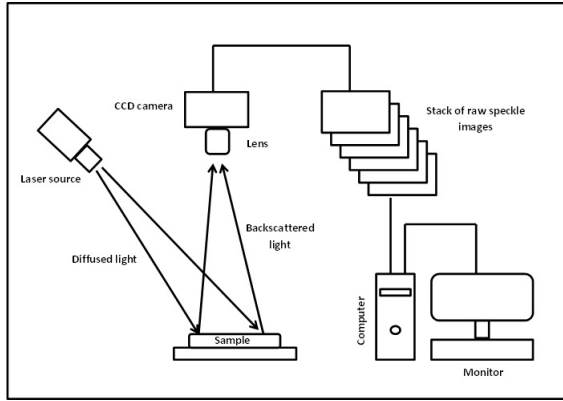 CCD camera
Stack of raw speckle
images
Lens
Laser source
Backscattered
light
Diffused light
Sample
Computer
Monitor